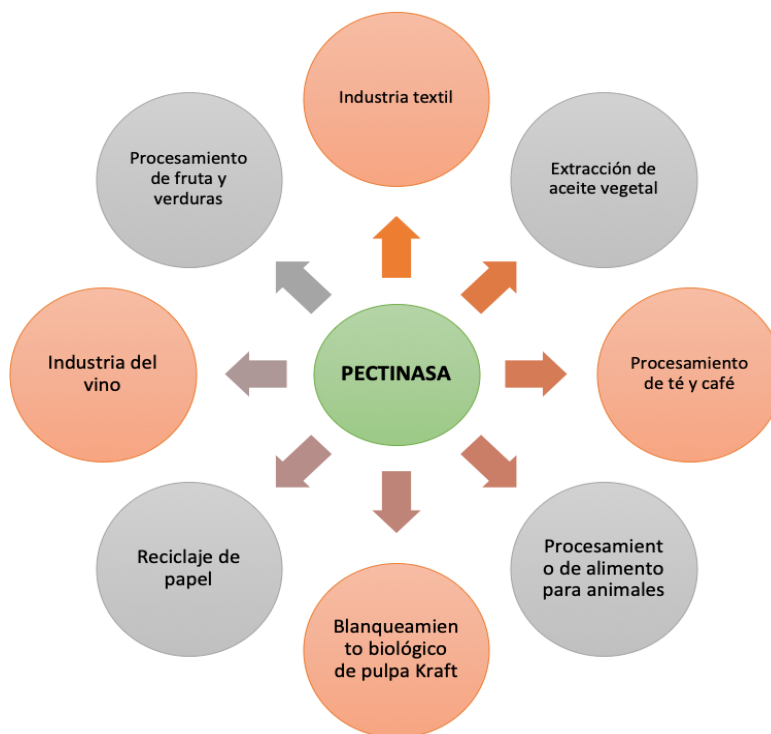 Industria textil
Procesamiento
de fruta y
verduras
Extracción de
aceite vegetal
Industria del
vino
PECTINASA
Procesamiento
de té y café
Reciclaje de
papel
Procesamient
o de alimento
para animales
Blanqueamien
to biológico
de pulpa Kraft